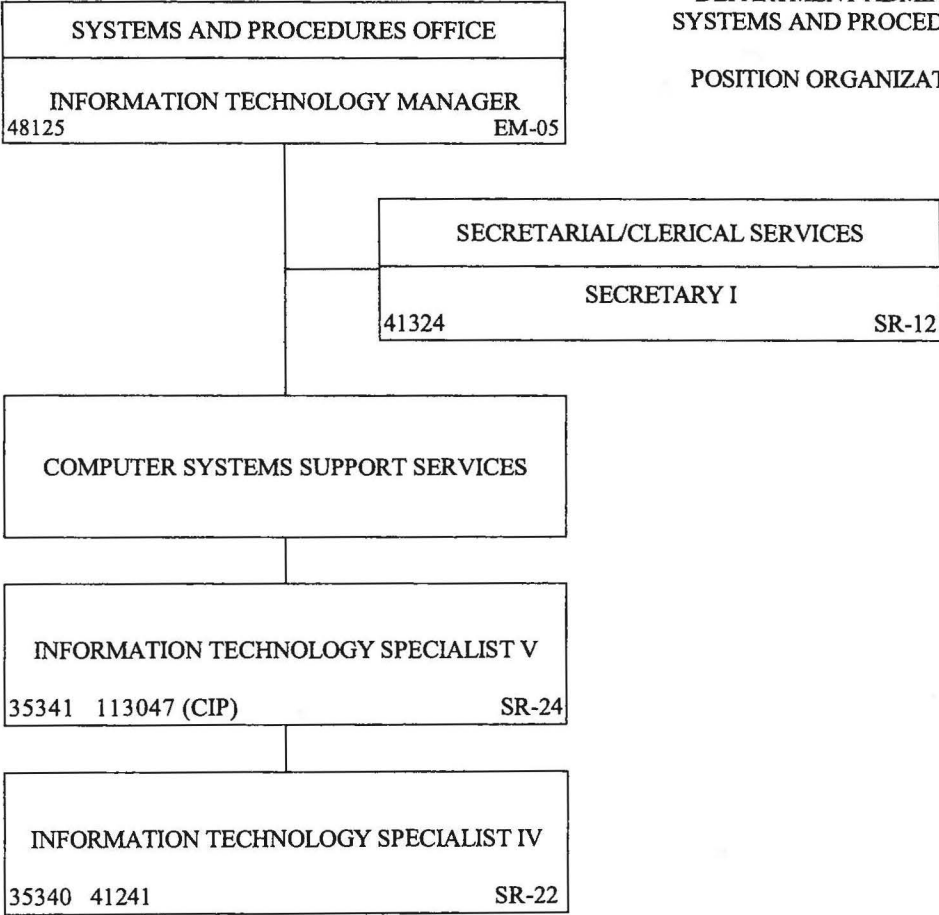 SYSTEMS AND PROCEDURES OFFICE
INFORMATION TECHNOLOGY MANAGER
48125 EM-05
SYSTEMS AND PROCED
POSITION ORGANIZAT
SECRETARIAL/CLERICAL SERVICES
SECRETARY I
41324 SR-12
COMPUTER SYSTEMS SUPPORT SERVICES
INFORMATION TECHNOLOGY SPECIALIST V
35341 113047 (CIP) SR-24
INFORMATION TECHNOLOGY SPECIALIST IV
35340 41241 SR-22